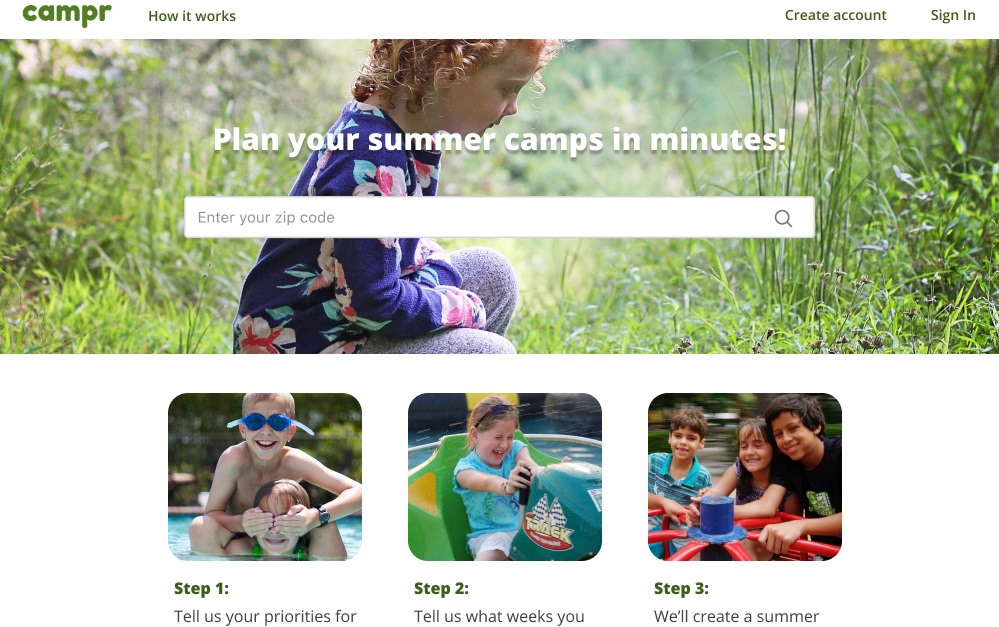 campr
How it works
Create account
Sign In
Plan your summer camps in minutes!
Enter your zip code
Step 1:
Tell us your priorities for
Step 2:
Tell us what weeks you
Step 3:
We’ll create a summer